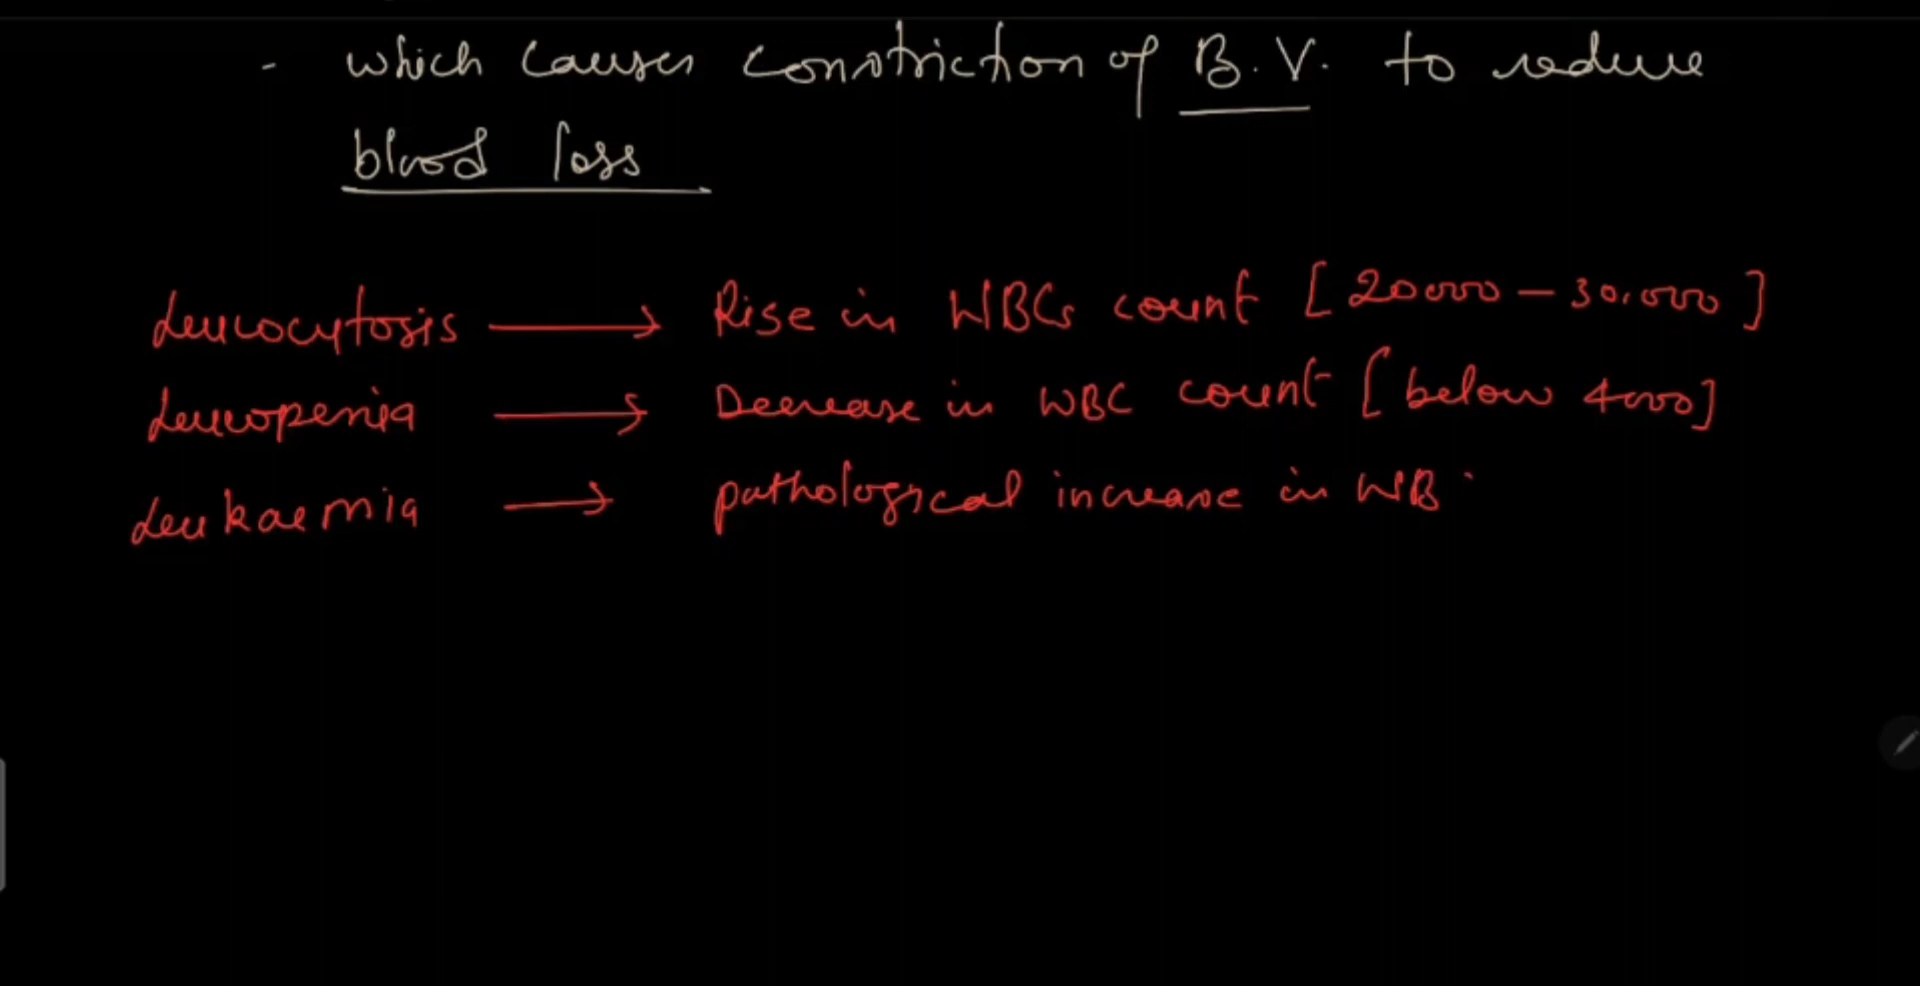 - which causes constriction of B.V. to reduce
blood loss
Leucocytosis → Rise in WBCs count [20000 - 30,000]
Leucopenia → Decrease in WBC count [below 4000]
Leukaemia → pathological increase in WB